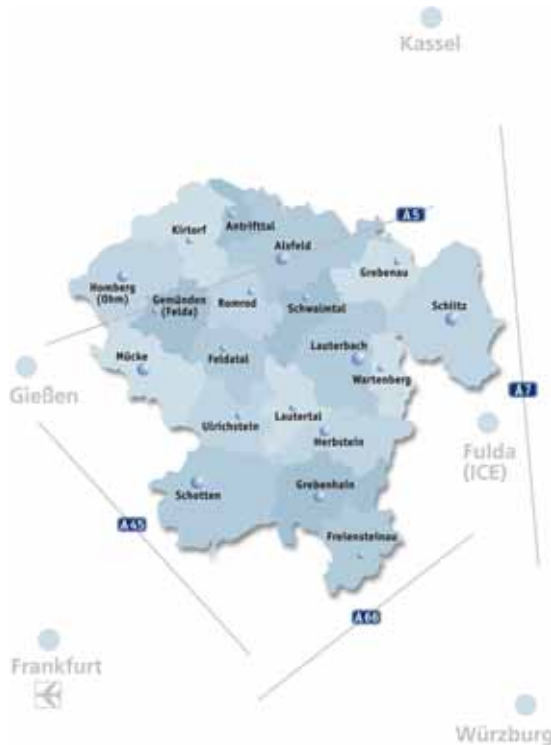 Kassel
A5
Antrifttal
Kirtorf
Alsfeld
Grebenau
Homberg
(Ohm)
Gemünden
(Felda)
Romrod
Schwalmtal
Schlitz
Lauterbach
Mücke
Feldatal
Wartenberg
Gießen
A7
Lautertal
Ulrichstein
Herbstein
Fulda
(ICE)
Schotten
Grebenhain
A45
Freiensteinau
A66
Frankfurt
Würzburg